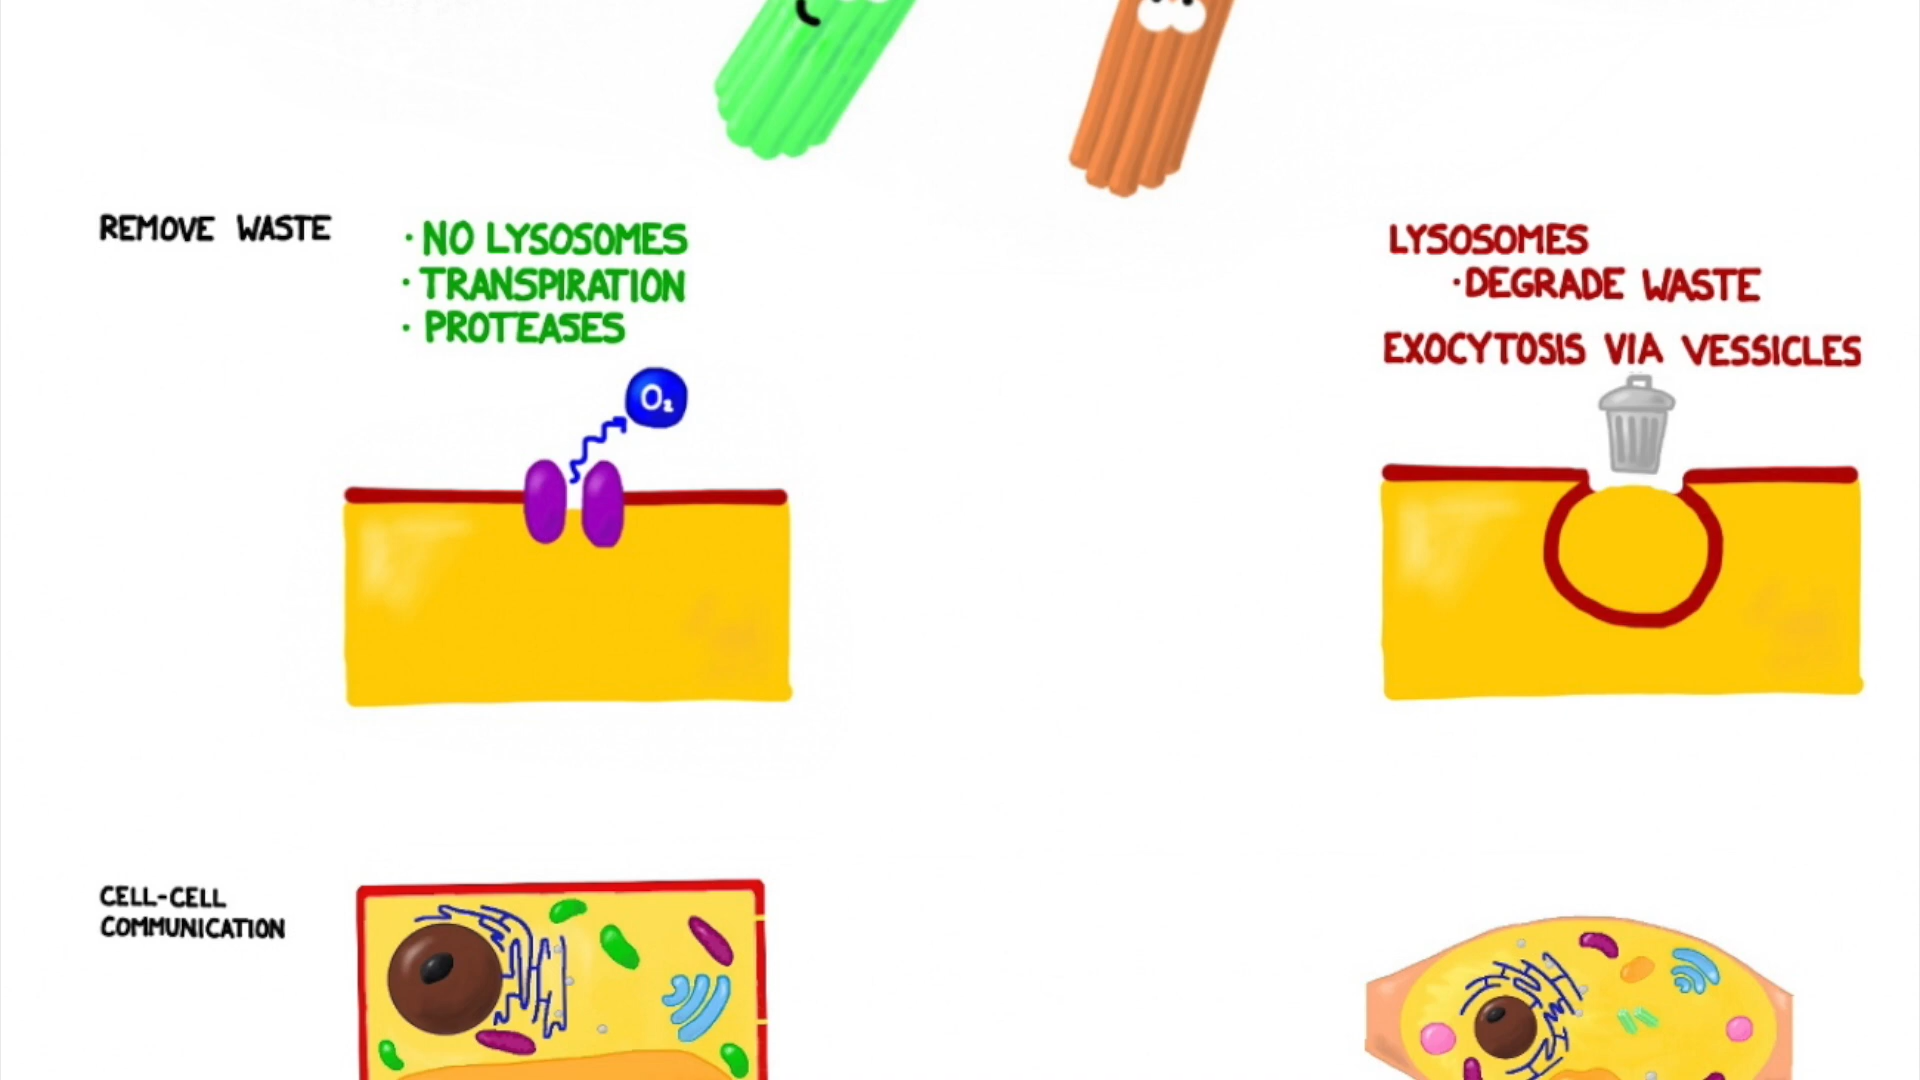 REMOVE WASTE
· NO LYSOSOMES
· TRANSPIRATION
· PROTEASES
O₂
LYSOSOMES
· DEGRADE WASTE
EXOCYTOSIS VIA VESSICLES
CELL-CELL
COMMUNICATION